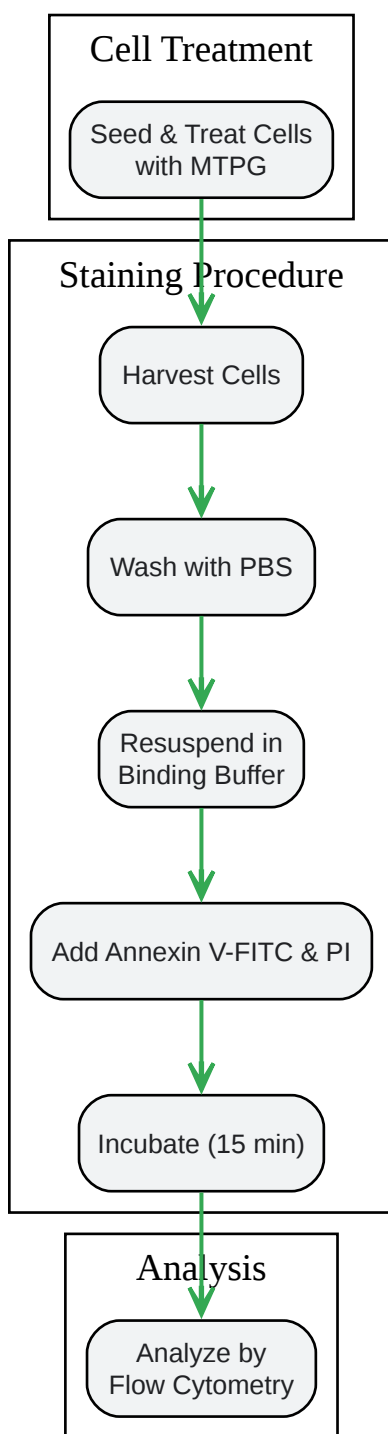 Cell Treatment
Seed & Treat Cells
with MTPG
Staining Procedure
Harvest Cells
Wash with PBS
Resuspend in
Binding Buffer
Add Annexin V-FITC & PI
Incubate (15 min)
Analysis
Analyze by
Flow Cytometry